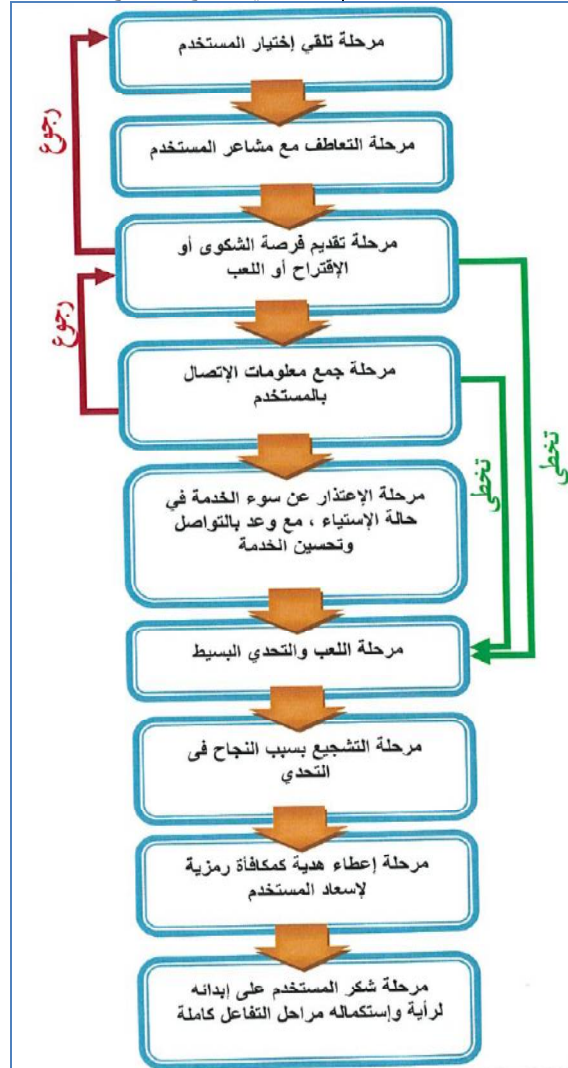 مرحلة تلقي إختيار المستخدم
رجوع
مرحلة التعاطف مع مشاعر المستخدم
مرحلة تقديم فرصة الشكوى أو
الإقتراح أو اللعب
رجوع
مرحلة جمع معلومات الإتصال
بالمستخدم
تخطى
تخطى
مرحلة الإعتذار عن سوء الخدمة في
حالة الإستياء ، مع وعد بالتواصل
وتحسين الخدمة
مرحلة اللعب والتحدي البسيط
مرحلة التشجيع بسبب النجاح فى
التحدي
مرحلة إعطاء هدية كمكافأة رمزية
لإسعاد المستخدم
مرحلة شكر المستخدم على إبدائه
لرأية وإستكماله مراحل التفاعل كاملة